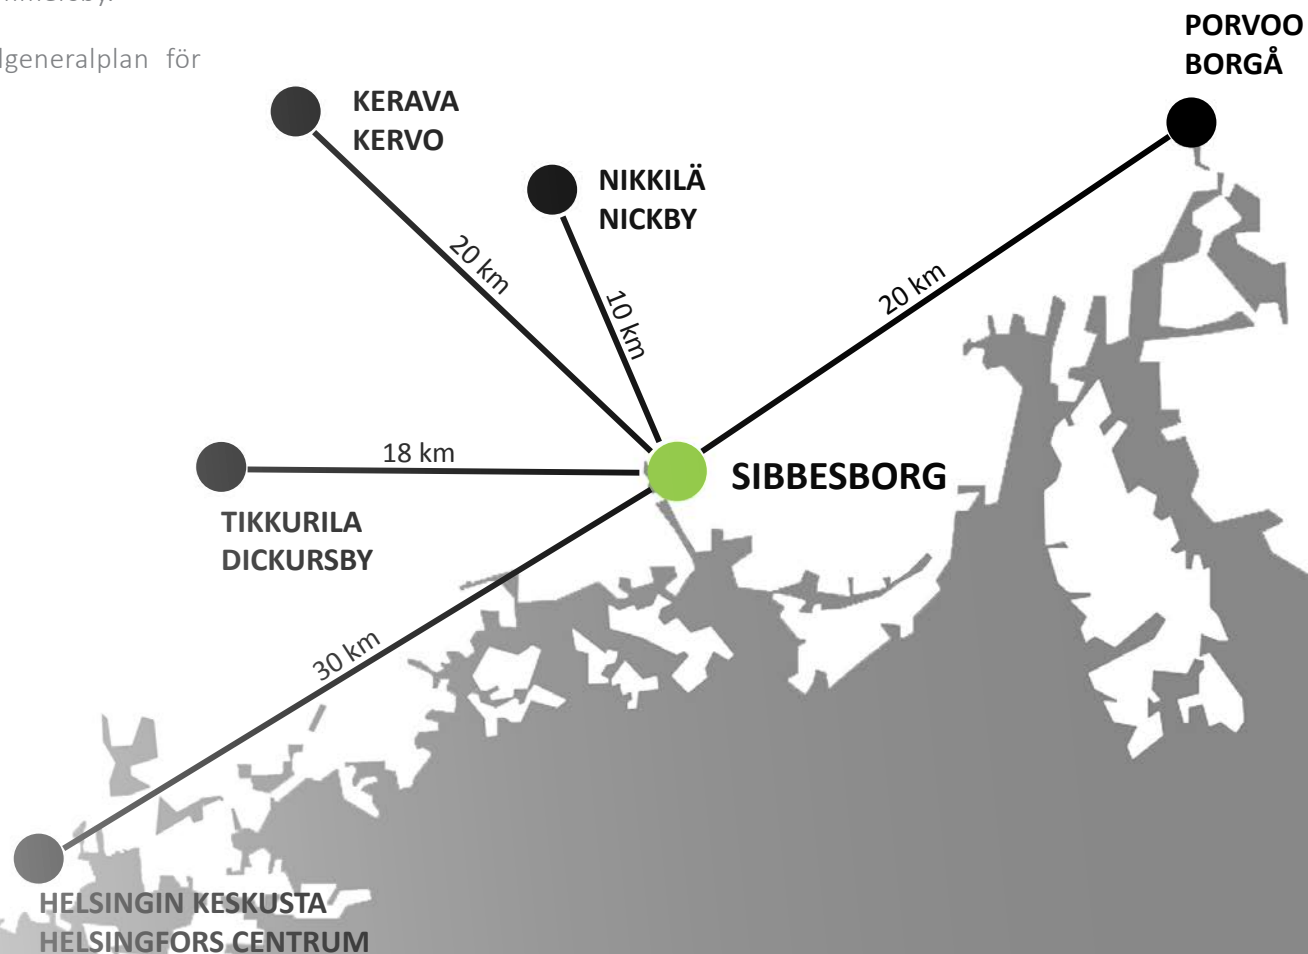 lgeneralplan för
PORVOO
BORGÅ
KERAVA
KERVO
NIKKILÄ
NICKBY
20 km
10 km
20 km
18 km
SIBBESBORG
TIKKURILA
DICKURSBY
30 km
HELSINGIN KESKUSTA
HELSINGFORS CENTRUM